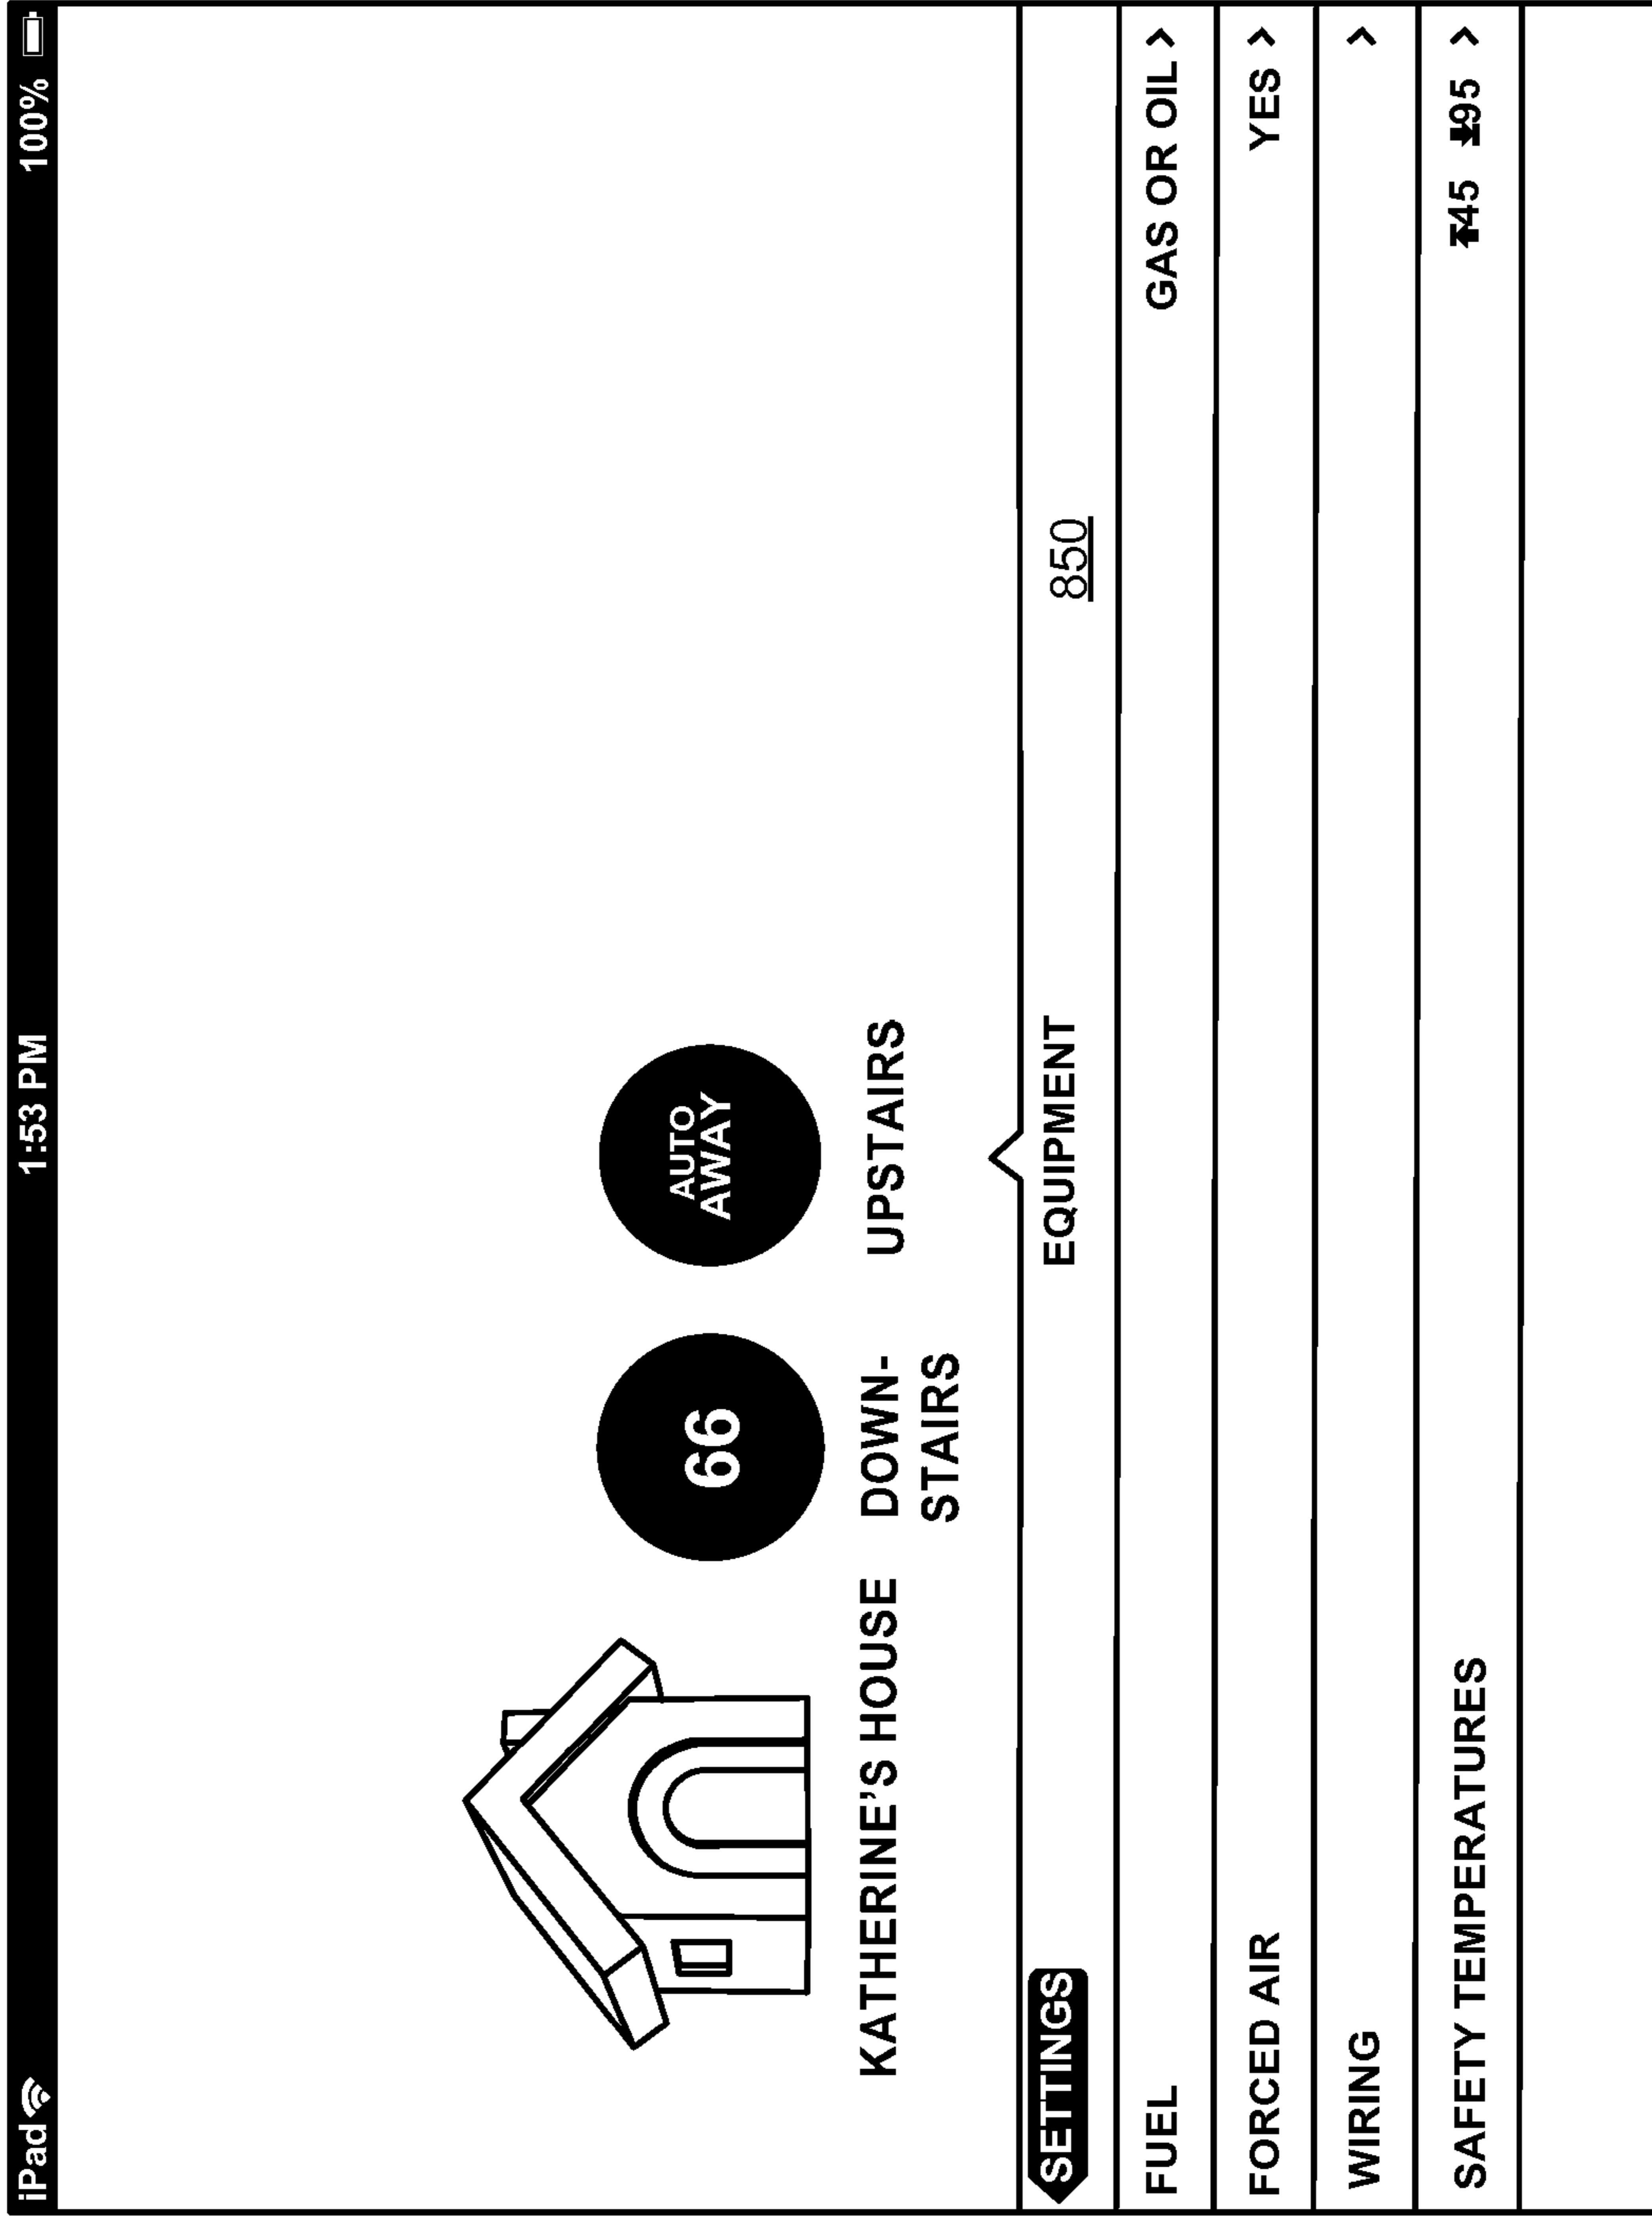 iPad 1:53 PM 100%
66
AUTO
AWAY
KATHERINE'S HOUSE DOWN-
STAIRS UPSTAIRS
SETTINGS EQUIPMENT 850
FUEL GAS OR OIL >
FORCED AIR YES >
WIRING >
SAFETY TEMPERATURES 45 95 >